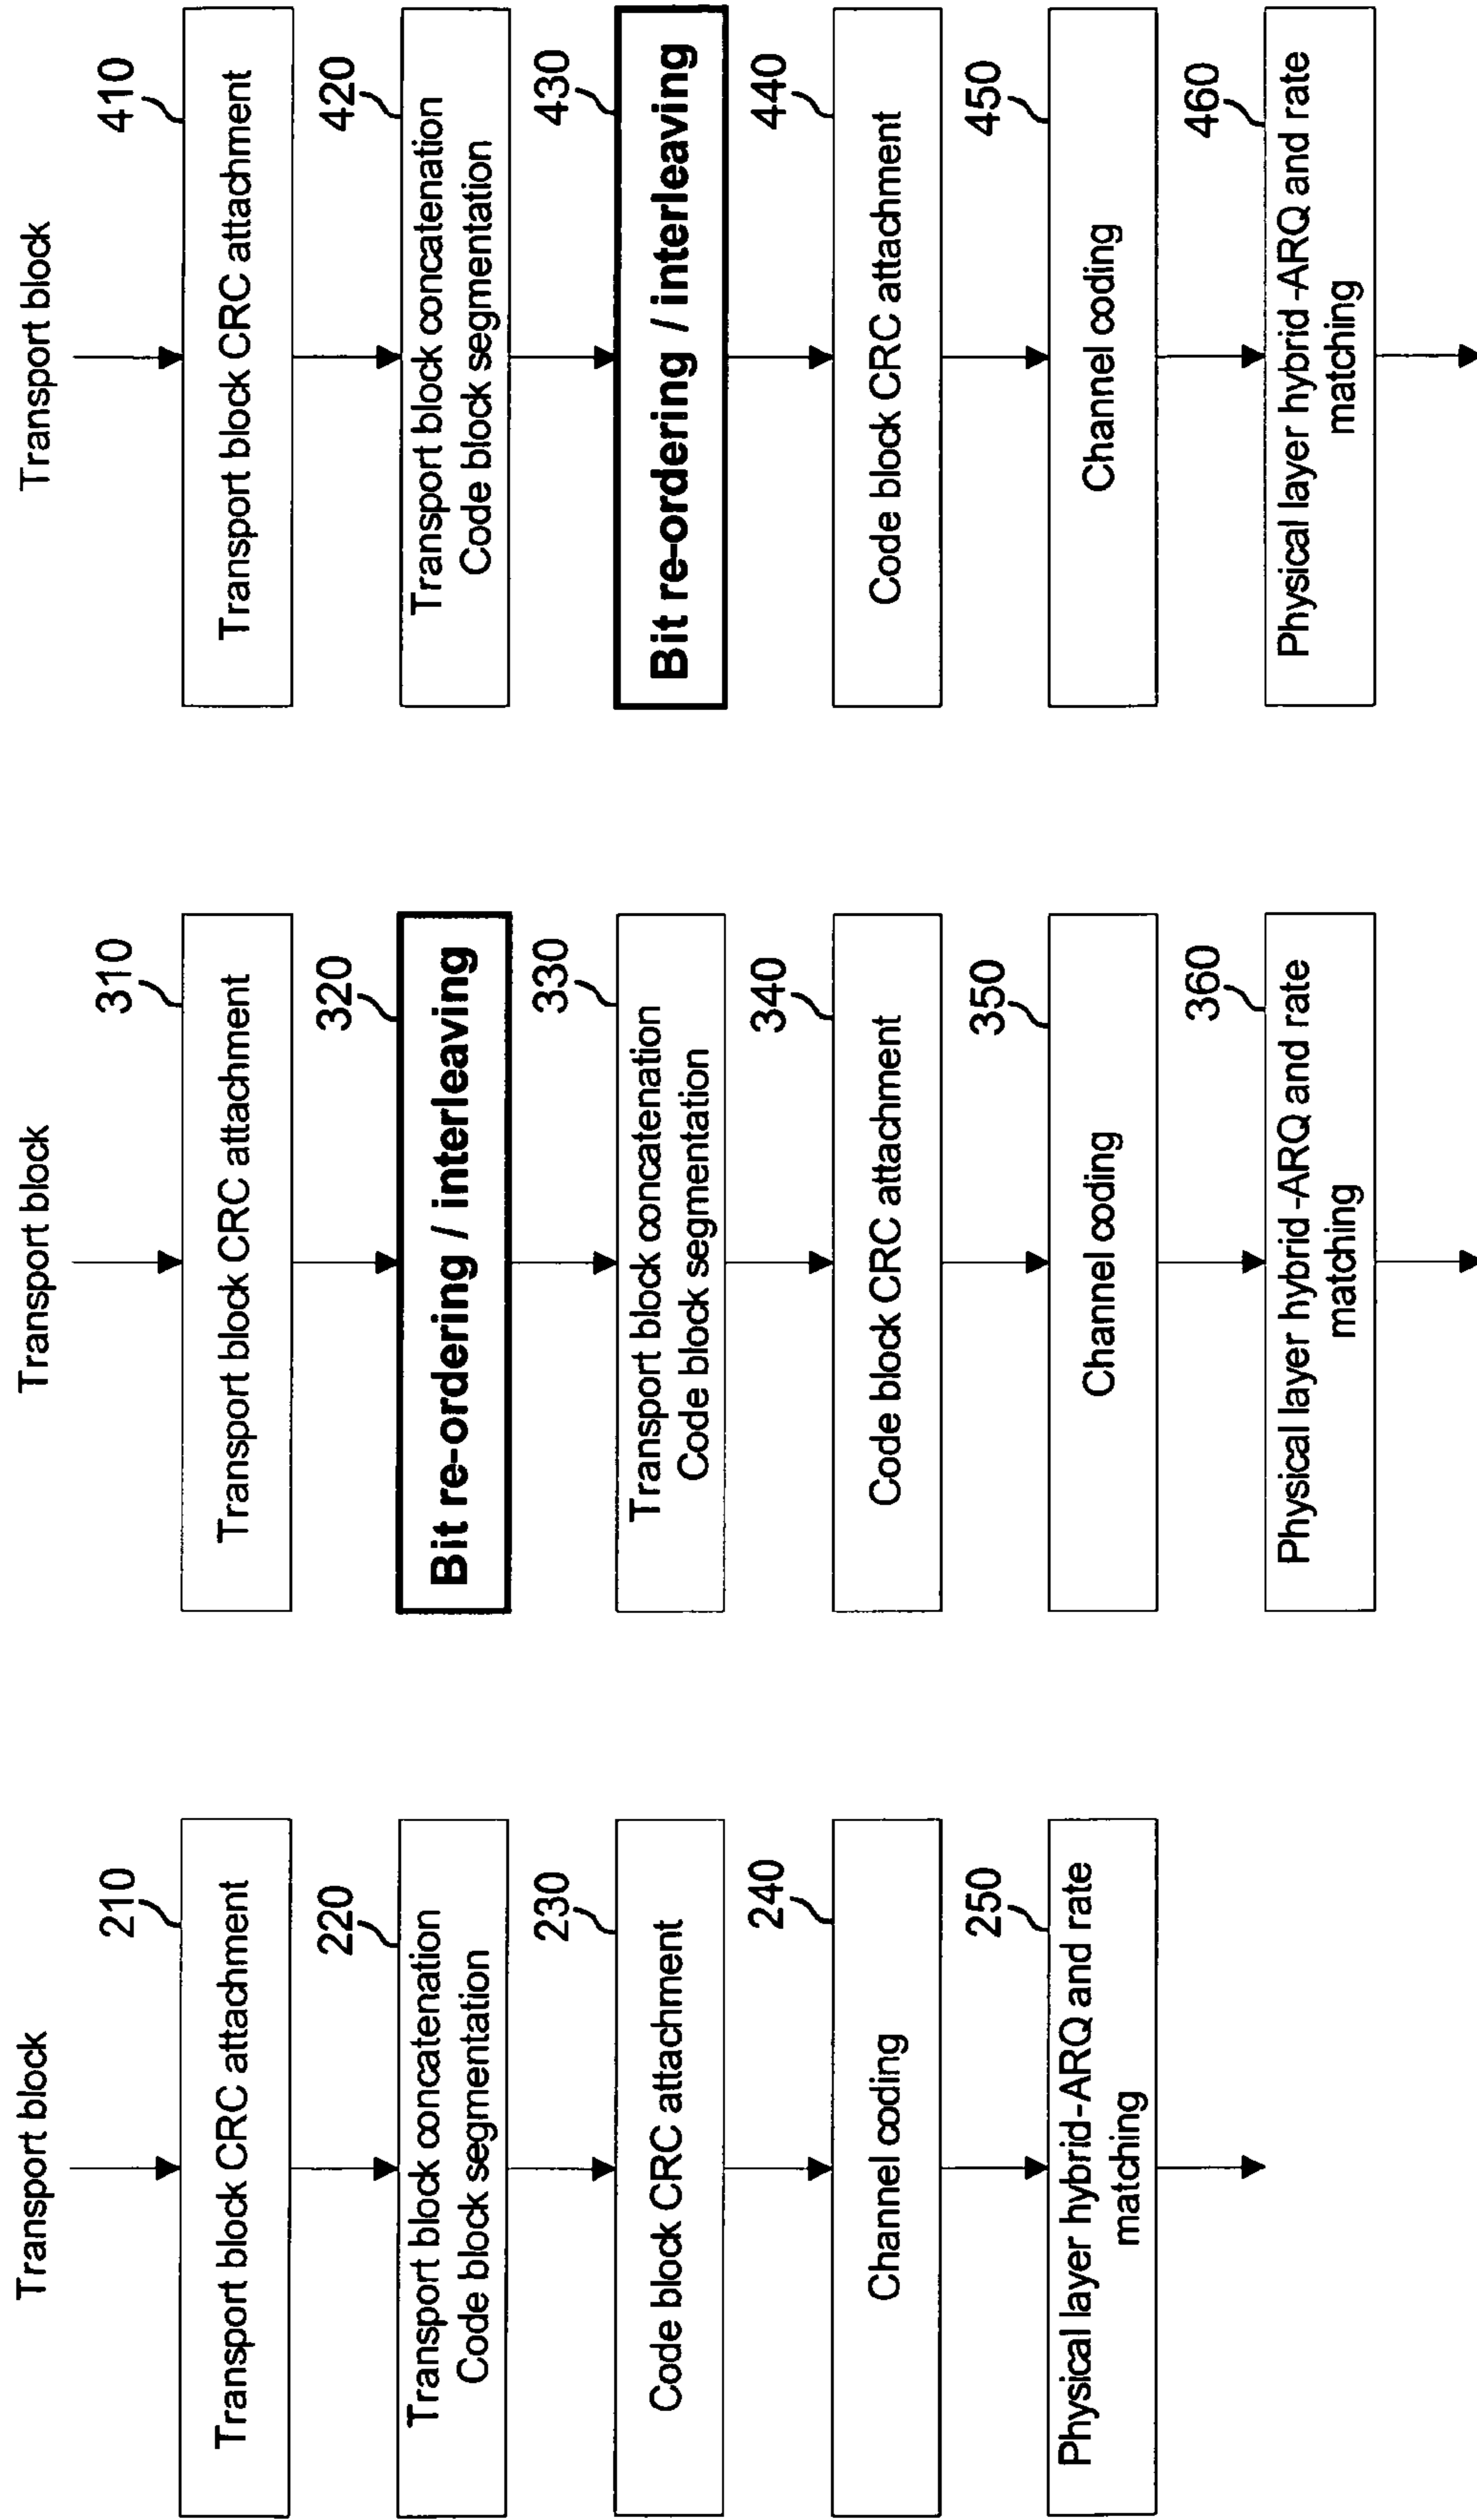 Transport block
210
Transport block CRC attachment
220
Transport block concatenation
Code block segmentation
230
Code block CRC attachment
240
Channel coding
250
Physical layer hybrid-ARQ and rate
matching
Transport block
310
Transport block CRC attachment
320
Bit re-ordering / interleaving
330
Transport block concatenation
Code block segmentation
340
Code block CRC attachment
350
Channel coding
360
Physical layer hybrid -ARQ and rate
matching
Transport block
410
Transport block CRC attachment
420
Transport block concatenation
Code block segmentation
430
Bit re-ordering / interleaving
440
Code block CRC attachment
450
Channel coding
460
Physical layer hybrid -ARQ and rate
matching